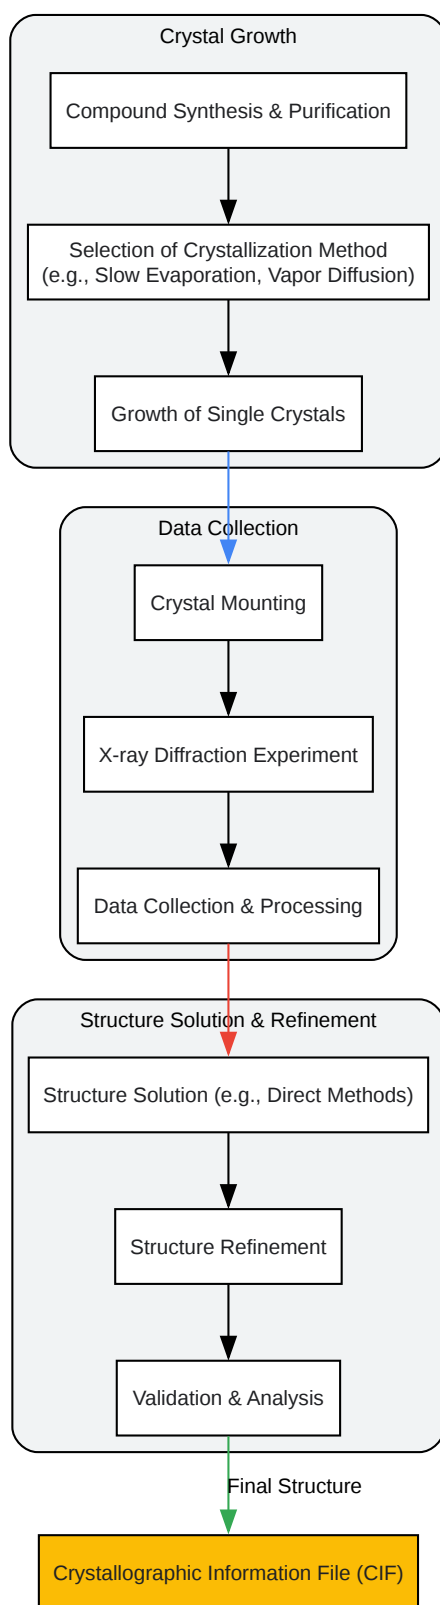 Crystal Growth
Compound Synthesis & Purification
Selection of Crystallization Method
(e.g., Slow Evaporation, Vapor Diffusion)
Growth of Single Crystals
Data Collection
Crystal Mounting
X-ray Diffraction Experiment
Data Collection & Processing
Structure Solution & Refinement
Structure Solution (e.g., Direct Methods)
Structure Refinement
Validation & Analysis
Final Structure
Crystallographic Information File (CIF)